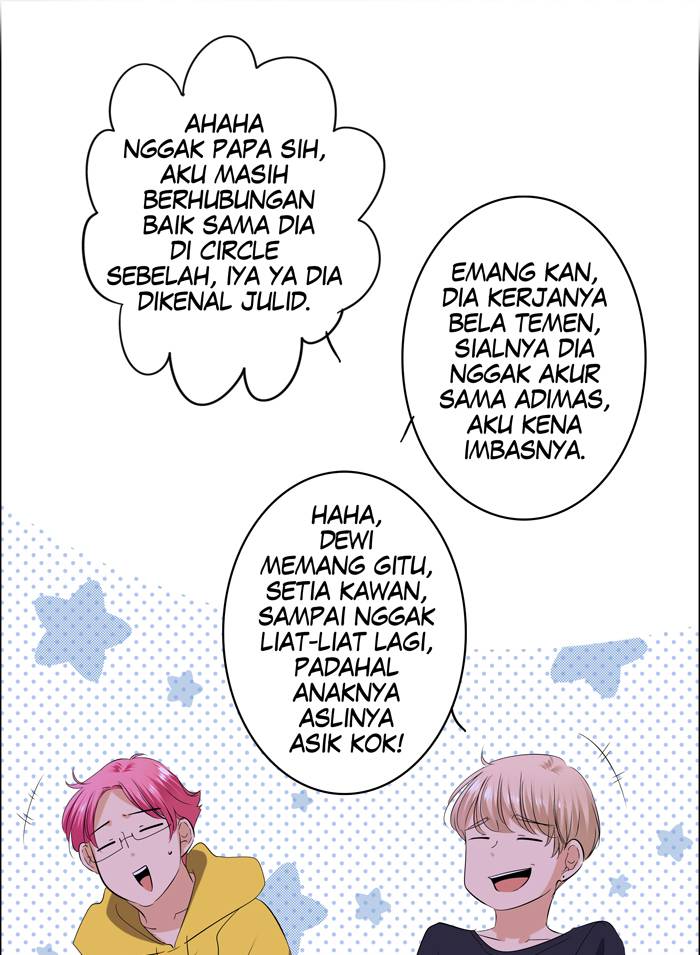 AHAHA
NGGAK PAPA SIH,
AKU MASIH
BERHUBUNGAN
BAIK SAMA DIA
DI CIRCLE
SEBELAH, IYA YA DIA
DIKENAL JULID.
EMANG KAN,
DIA KERJANYA
BELA TEMEN,
SIALNYA DIA
NGGAK AKUR
SAMA ADIMAS,
AKU KENA
IMBASNYA.
HAHA,
DEWI
MEMANG GITU,
SETIA KAWAN,
SAMPAI NGGAK
LIAT-LIAT LAGI,
PADAHAL
ANAKNYA
ASLINYA
ASIK KOK!